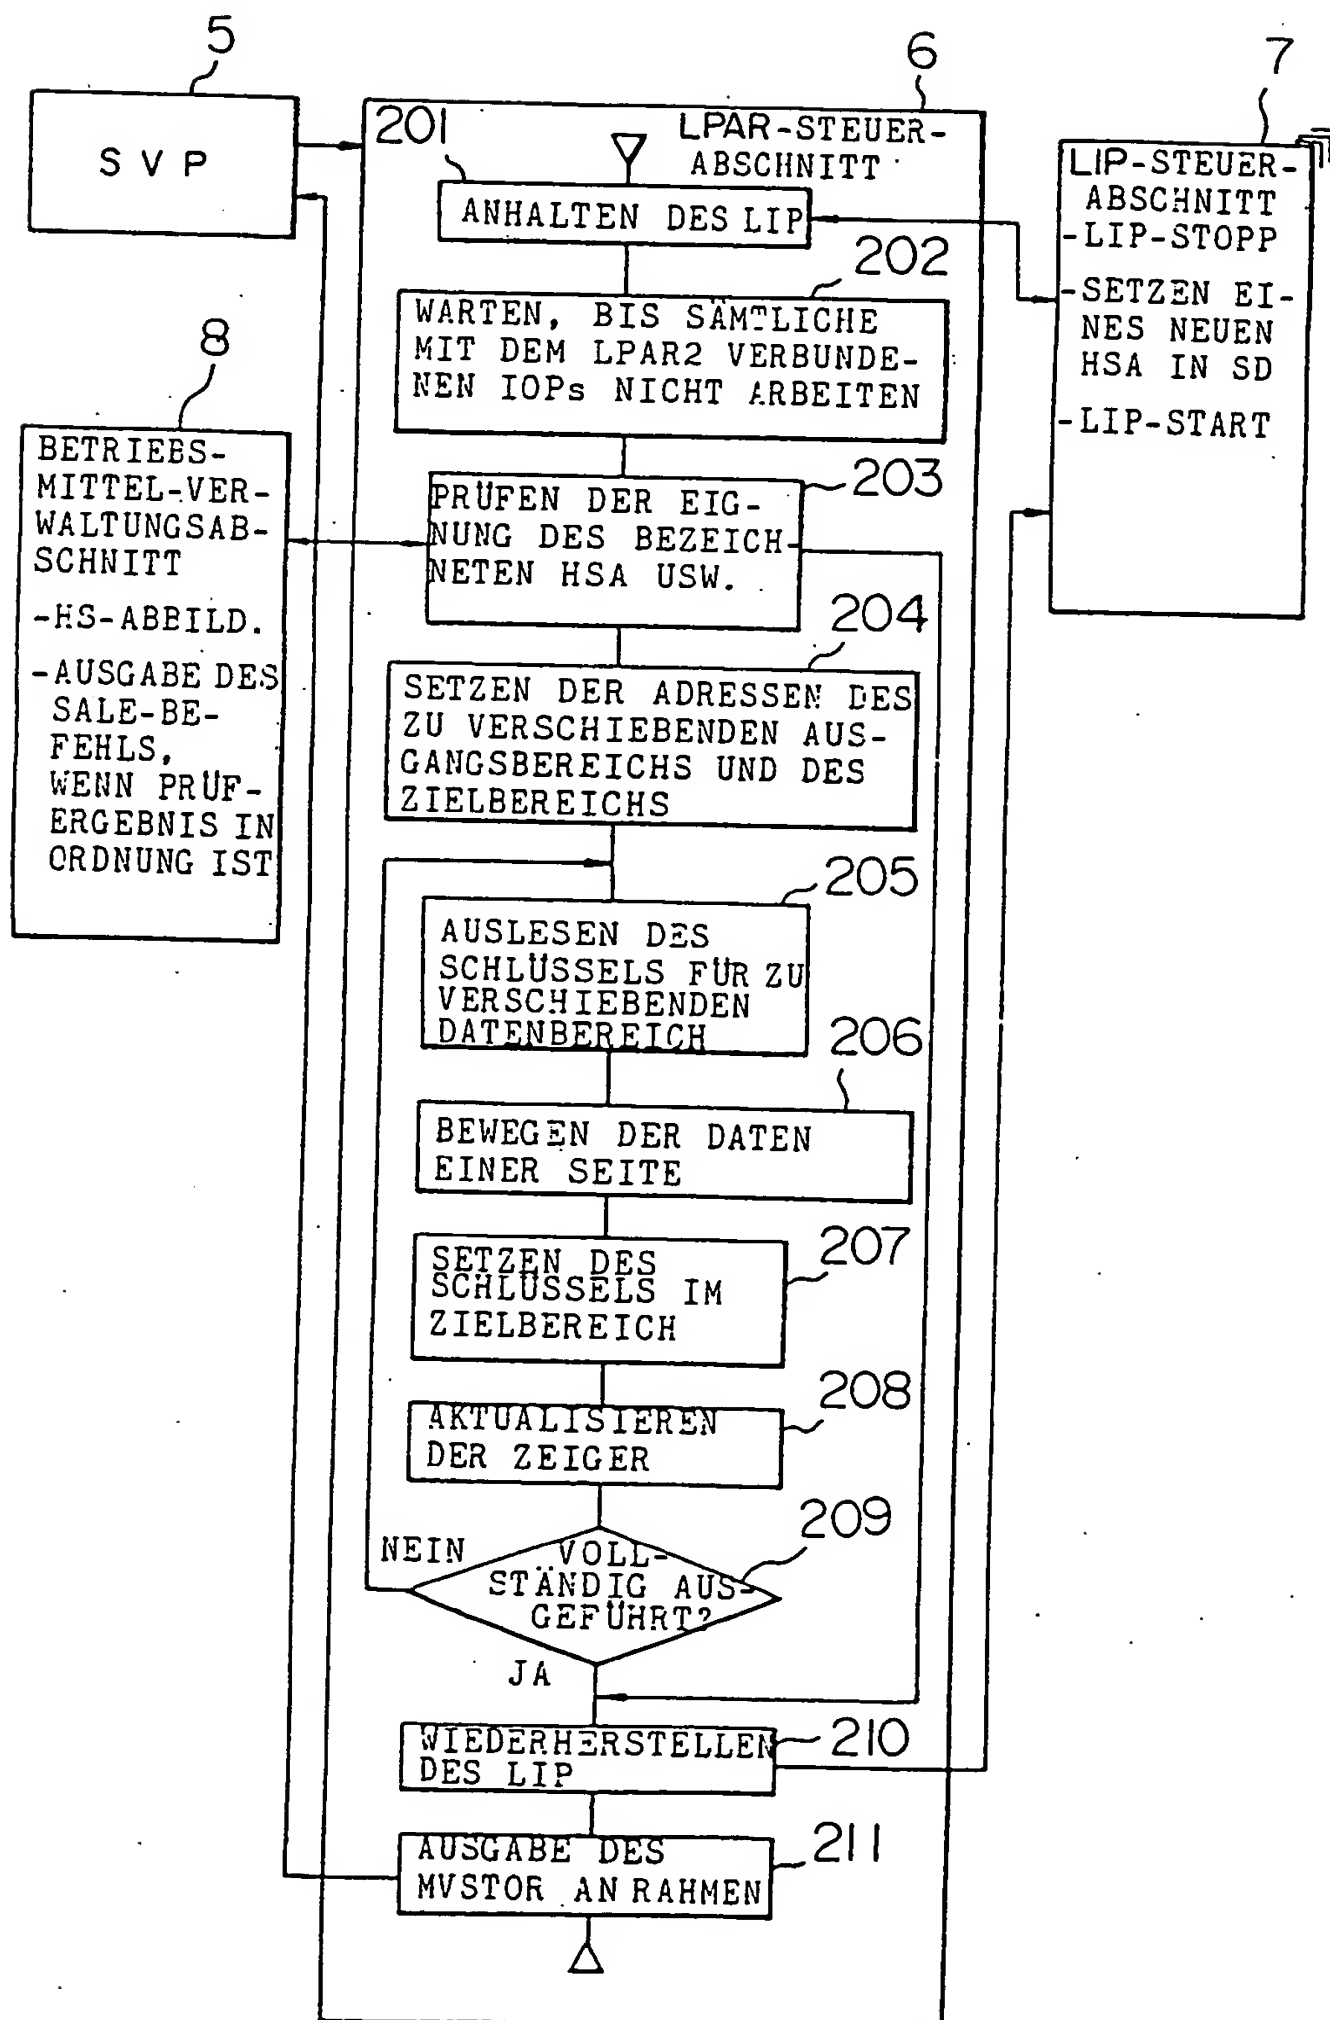 5
SVP
6
LPAR-STEUER-
ABSCHNITT
7
LIP-STEUER-
ABSCHNITT
-LIP-STOPP
-SETZEN EI-
NES NEUEN
HSA IN SD
-LIP-START
8
BETRIEBS-
MITTEL-VER-
WALTUNGSAB-
SCHNITT
-HS-ABBILD.
-AUSGABE DES
SALE-BE-
FEHLS,
WENN PRÜF-
ERGEBNIS IN
ORDNUNG IST
201
ANHALTEN DES LIP
202
WARTEN, BIS SÄMTLICHE
MIT DEM LPAR2 VERBUNDE-
NEN IOPs NICHT ARBEITEN
203
PRÜFEN DER EIG-
NUNG DES BEZEICH-
NETEN HSA USW.
204
SETZEN DER ADRESSEN DES
ZU VERSCHIEBENDEN AUS-
GANGSBEREICHS UND DES
ZIELBEREICHS
205
AUSLESEN DES
SCHLÜSSELS FÜR ZU
VERSCHIEBENDEN
DATENBEREICH
206
BEWEGEN DER DATEN
EINER SEITE
207
SETZEN DES
SCHLÜSSELS IM
ZIELBEREICH
208
AKTUALISIEREN
DER ZEIGER
209
VOLL-
STÄNDIG AUS-
GEFÜHRT?
NEIN
JA
210
WIEDERHERSTELLEN
DES LIP
211
AUSGABE DES
MVSTOR AN RAHMEN